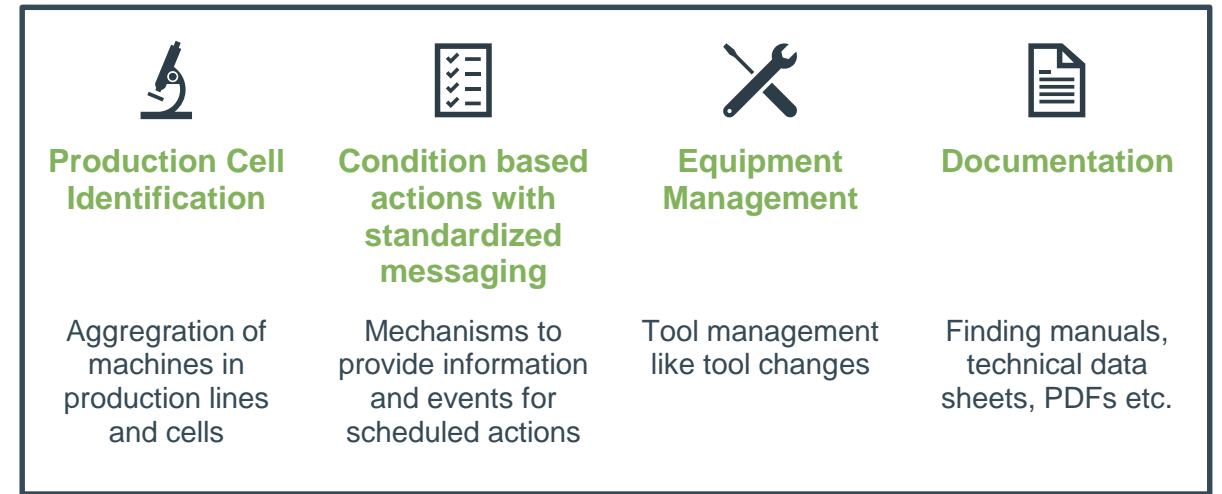 Production Cell
Identification
Aggregration of
machines in
production lines
and cells
Condition based
actions with
standardized
messaging
Mechanisms to
provide information
and events for
scheduled actions
Equipment
Management
Tool management
like tool changes
Documentation
Finding manuals,
technical data
sheets, PDFs etc.